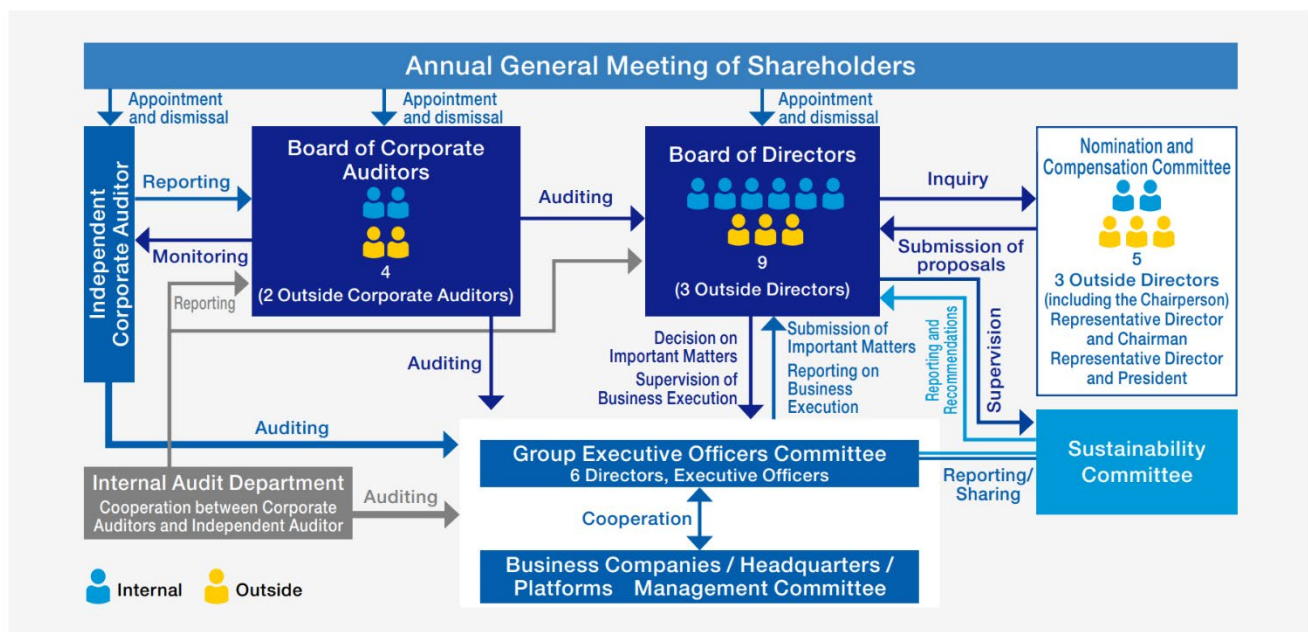 Annual General Meeting of Shareholders
Appointment
and dismissal
Appointment
and dismissal
Appointment
and dismissal
Independent
Corporate Auditor
Reporting
Monitoring
Reporting
Board of Corporate
Auditors
4
(2 Outside Corporate Auditors)
Auditing
Board of Directors
9
(3 Outside Directors)
Inquiry
Submission of
proposals
Nomination and
Compensation Committee
5
3 Outside Directors
(including the Chairperson)
Representative Director
and Chairman
Representative Director
and President
Auditing
Decision on
Important Matters
Supervision of
Business Execution
Submission of
Important Matters
Reporting on
Business
Execution
Reporting and
Recommendations
Supervision
Auditing
Group Executive Officers Committee
6 Directors, Executive Officers
Reporting/
Sharing
Sustainability
Committee
Internal Audit Department
Cooperation between Corporate
Auditors and Independent Auditor
Auditing
Cooperation
Business Companies / Headquarters /
Platforms Management Committee
Internal
Outside